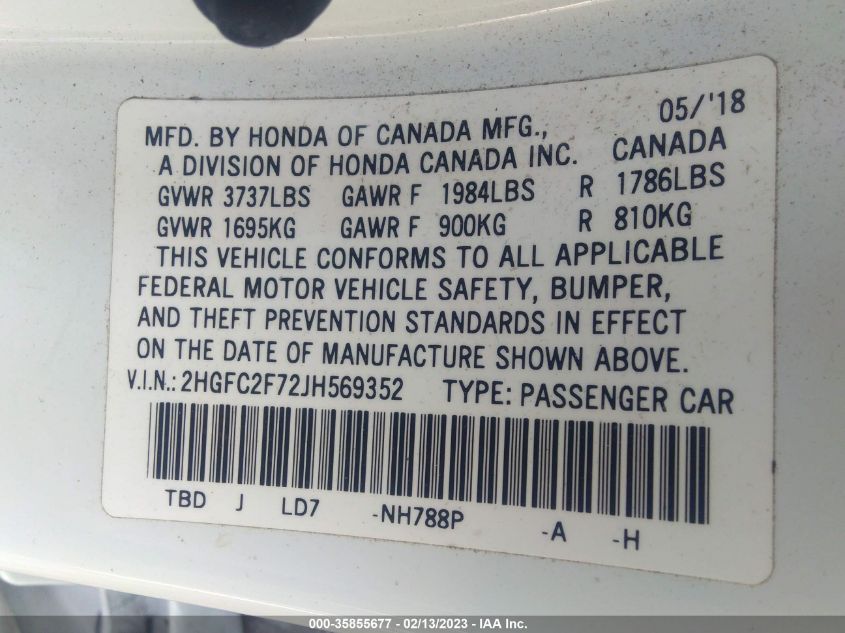 05/'18
MFD. BY HONDA OF CANADA MFG.,
A DIVISION OF HONDA CANADA INC. CANADA
GVWR 3737LBS GAWR F 1984LBS R 1786LBS
GVWR 1695KG GAWR F 900KG R 810KG
THIS VEHICLE CONFORMS TO ALL APPLICABLE
FEDERAL MOTOR VEHICLE SAFETY, BUMPER,
AND THEFT PREVENTION STANDARDS IN EFFECT
ON THE DATE OF MANUFACTURE SHOWN ABOVE.
V.I.N.: 2HGFC2F72JH569352 TYPE: PASSENGER CAR
TBD J LD7 -NH788P -A -H
000-35855677 - 02/13/2023 - IAA Inc.